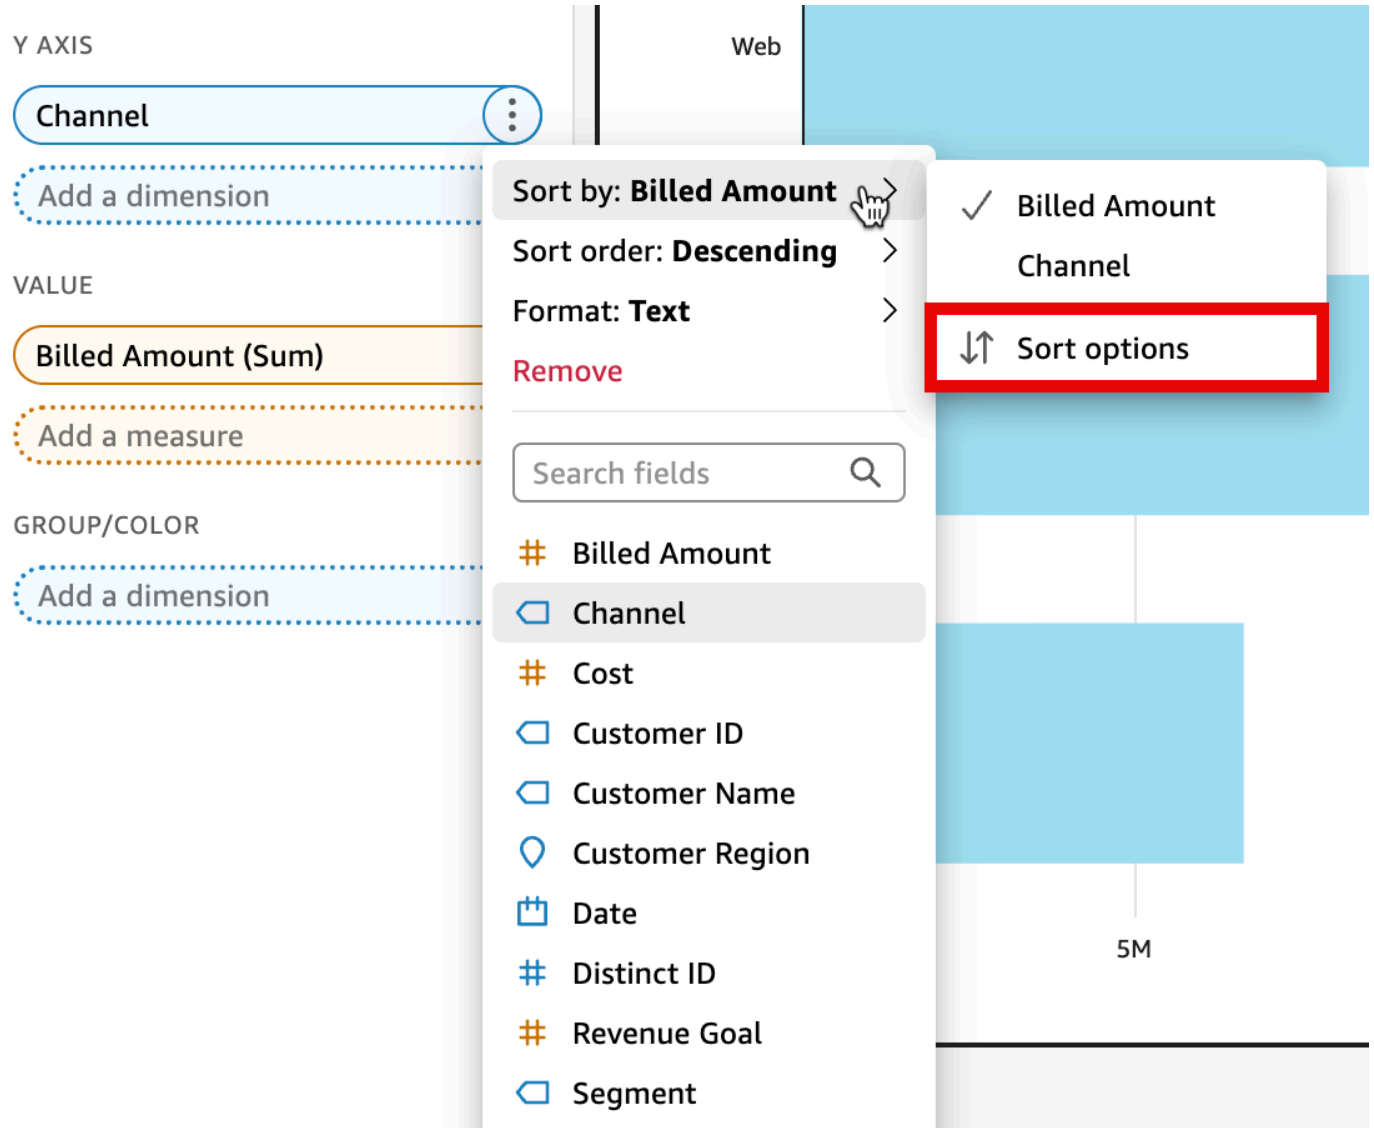 Y AXIS
Channel
Add a dimension
VALUE
Billed Amount (Sum)
Add a measure
GROUP/COLOR
Add a dimension
Sort by: Billed Amount
Sort order: Descending
Format: Text
Remove
Search fields
Billed Amount
Channel
Cost
Customer ID
Customer Name
Customer Region
Date
Distinct ID
Revenue Goal
Segment
Billed Amount
Channel
Sort options
Web
5M